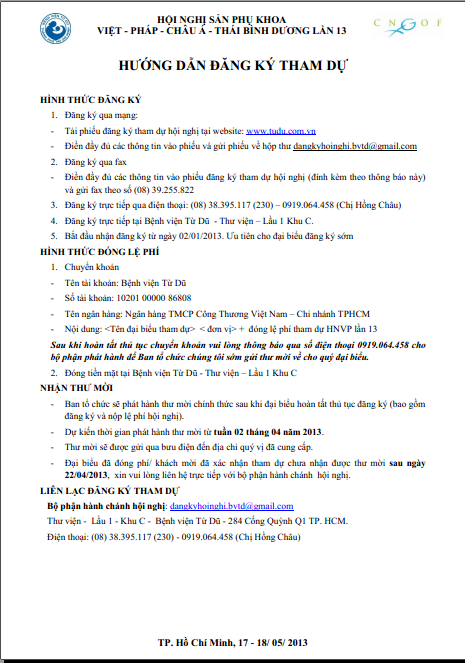 HỘI NGHỊ SẢN PHỤ KHOA
VIỆT - PHÁP - CHÂU Á - THÁI BÌNH DƯƠNG LẦN 13
C N G O F
HƯỚNG DẪN ĐĂNG KÝ THAM DỰ
HÌNH THỨC ĐĂNG KÝ
1. Đăng ký qua mạng:
- Tải phiếu đăng ký tham dự hội nghị tại website: www.tudu.com.vn
- Điền đầy đủ các thông tin vào phiếu và gửi phiếu về hộp thư dangkyhoinghi.bvtd@gmail.com
2. Đăng ký qua fax
- Điền đầy đủ các thông tin vào phiếu đăng ký tham dự hội nghị (đính kèm theo thông báo này)
và gửi fax theo số (08) 39.255.822
3. Đăng ký trực tiếp qua điện thoại: (08) 38.395.117 (230) – 0919.064.458 (Chị Hồng Châu)
4. Đăng ký trực tiếp tại Bệnh viện Từ Dũ - Thư viện – Lầu 1 Khu C.
5. Bắt đầu nhận đăng ký từ ngày 02/01/2013. Ưu tiên cho đại biểu đăng ký sớm
HÌNH THỨC ĐÓNG LỆ PHÍ
1. Chuyển khoản
- Tên tài khoản: Bệnh viện Từ Dũ
- Số tài khoản: 10201 00000 86808
- Tên ngân hàng: Ngân hàng TMCP Công Thương Việt Nam – Chi nhánh TPHCM
- Nội dung: <Tên đại biểu tham dự> < đơn vị> + đóng lệ phí tham dự HNVP lần 13
Sau khi hoàn tất thủ tục chuyển khoản vui lòng thông báo qua số điện thoại 0919.064.458 cho
bộ phận phát hành để Ban tổ chức chúng tôi sớm gửi thư mời về cho quý đại biểu.
2. Đóng tiền mặt tại Bệnh viện Từ Dũ - Thư viện – Lầu 1 Khu C
NHẬN THƯ MỜI
- Ban tổ chức sẽ phát hành thư mời chính thức sau khi đại biểu hoàn tất thủ tục đăng ký (bao gồm
đăng ký và nộp lệ phí hội nghị).
- Dự kiến thời gian phát hành thư mời từ tuần 02 tháng 04 năm 2013.
- Thư mời sẽ được gửi qua bưu điện đến địa chỉ quý vị đã cung cấp.
- Đại biểu đã đóng phí/ khách mời đã xác nhận tham dự chưa nhận được thư mời sau ngày
22/04/2013, xin vui lòng liên hệ trực tiếp với bộ phận hành chánh hội nghị.
LIÊN LẠC ĐĂNG KÝ THAM DỰ
Bộ phận hành chánh hội nghị: dangkyhoinghi.bvtd@gmail.com
Thư viện - Lầu 1 - Khu C - Bệnh viện Từ Dũ - 284 Cống Quỳnh Q1 TP. HCM.
Điện thoại: (08) 38.395.117 (230) - 0919.064.458 (Chị Hồng Châu)
TP. Hồ Chí Minh, 17 - 18/ 05/ 2013